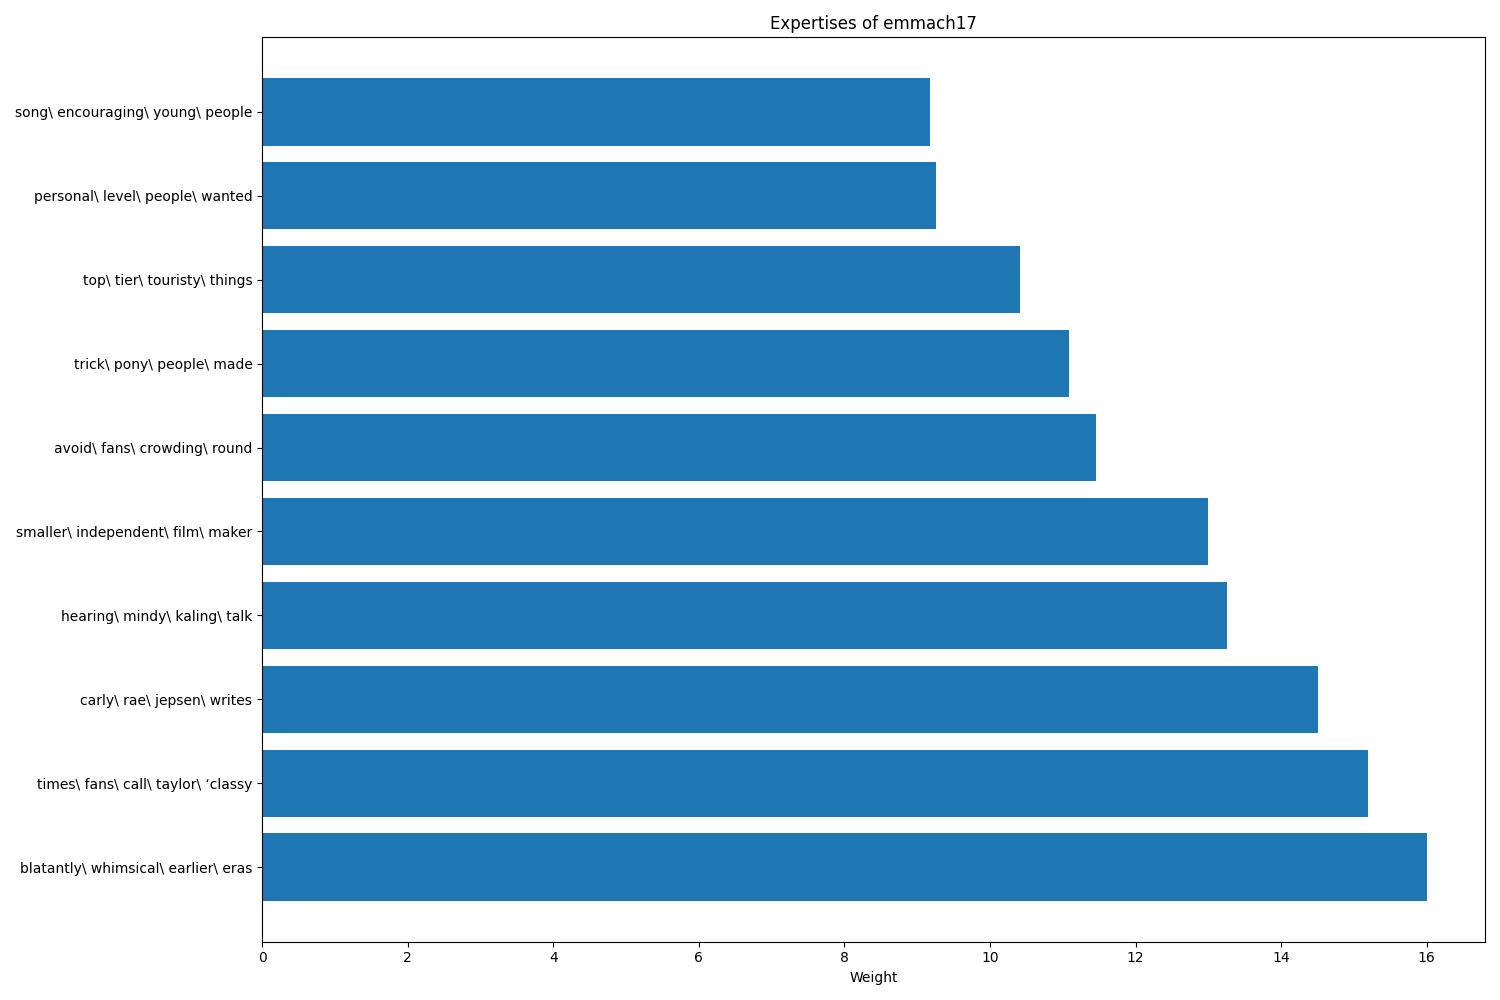 Expertises of emmach17
song\ encouraging\ young\ people
personal\ level\ people\ wanted
top\ tier\ touristy\ things
trick\ pony\ people\ made
avoid\ fans\ crowding\ round
smaller\ independent\ film\ maker
hearing\ mindy\ kaling\ talk
carly\ rae\ jepsen\ writes
times\ fans\ call\ taylor\ ‘classy
blatantly\ whimsical\ earlier\ eras
0 2 4 6 8 10 12 14 16
Weight